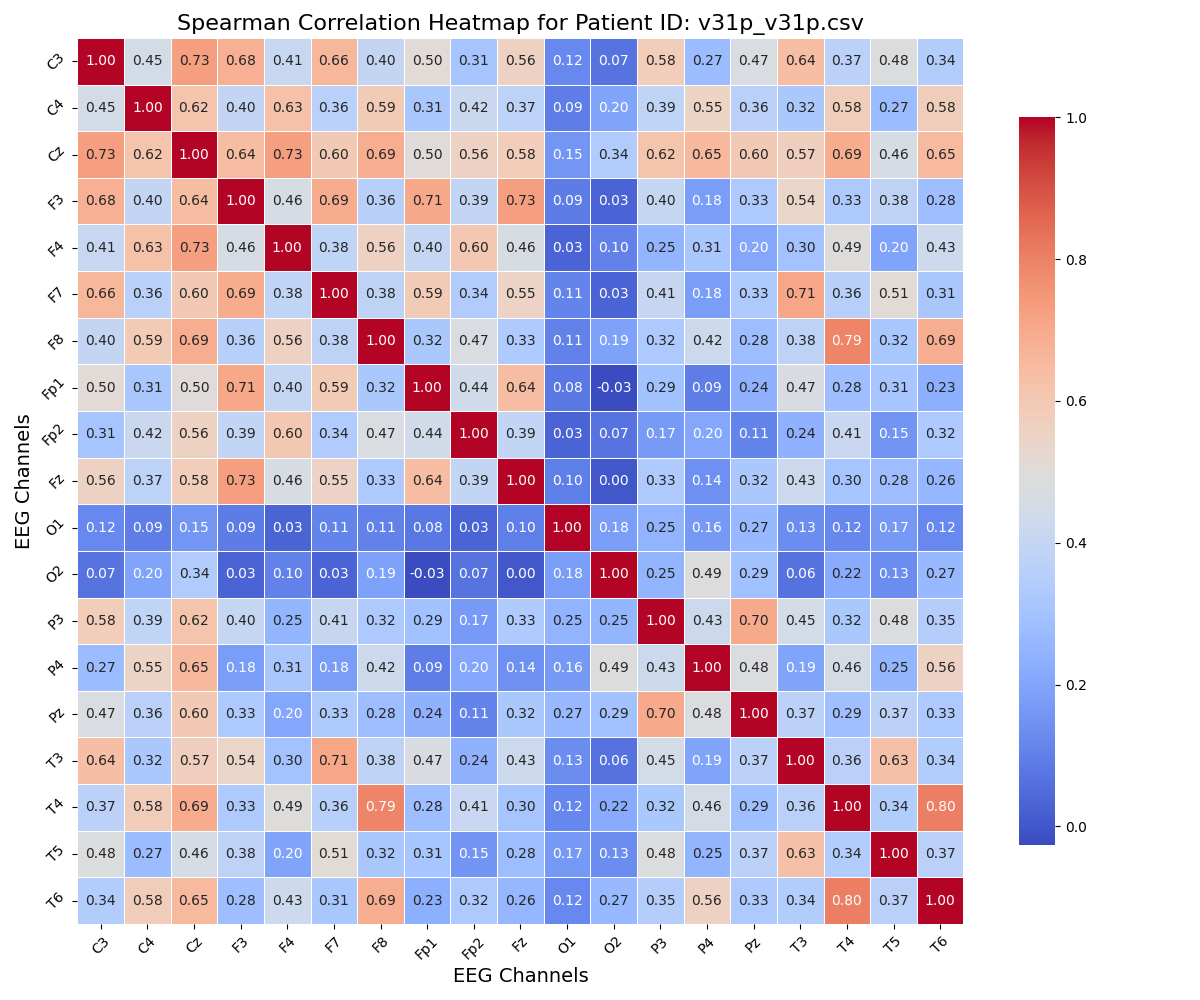 Spearman Correlation Heatmap for Patient ID: v31p_v31p.csv
C3 1.00 0.45 0.73 0.68 0.41 0.66 0.40 0.50 0.31 0.56 0.12 0.07 0.58 0.27 0.47 0.64 0.37 0.48 0.34
C4 0.45 1.00 0.62 0.40 0.63 0.36 0.59 0.31 0.42 0.37 0.09 0.20 0.39 0.55 0.36 0.32 0.58 0.27 0.58
Cz 0.73 0.62 1.00 0.64 0.73 0.60 0.69 0.50 0.56 0.58 0.15 0.34 0.62 0.65 0.60 0.57 0.69 0.46 0.65
F3 0.68 0.40 0.64 1.00 0.46 0.69 0.36 0.71 0.39 0.73 0.09 0.03 0.40 0.18 0.33 0.54 0.33 0.38 0.28
F4 0.41 0.63 0.73 0.46 1.00 0.38 0.56 0.40 0.60 0.46 0.03 0.10 0.25 0.31 0.20 0.30 0.49 0.20 0.43
F7 0.66 0.36 0.60 0.69 0.38 1.00 0.38 0.59 0.34 0.55 0.11 0.03 0.41 0.18 0.33 0.71 0.36 0.51 0.31
F8 0.40 0.59 0.69 0.36 0.56 0.38 1.00 0.32 0.47 0.33 0.11 0.19 0.32 0.42 0.28 0.38 0.79 0.32 0.69
Fp1 0.50 0.31 0.50 0.71 0.40 0.59 0.32 1.00 0.44 0.64 0.08 -0.03 0.29 0.09 0.24 0.47 0.28 0.31 0.23
Fp2 0.31 0.42 0.56 0.39 0.60 0.34 0.47 0.44 1.00 0.39 0.03 0.07 0.17 0.20 0.11 0.24 0.41 0.15 0.32
Fz 0.56 0.37 0.58 0.73 0.46 0.55 0.33 0.64 0.39 1.00 0.10 0.00 0.33 0.14 0.32 0.43 0.30 0.28 0.26
O1 0.12 0.09 0.15 0.09 0.03 0.11 0.11 0.08 0.03 0.10 1.00 0.18 0.25 0.16 0.27 0.13 0.12 0.17 0.12
O2 0.07 0.20 0.34 0.03 0.10 0.03 0.19 -0.03 0.07 0.00 0.18 1.00 0.25 0.49 0.29 0.06 0.22 0.13 0.27
P3 0.58 0.39 0.62 0.40 0.25 0.41 0.32 0.29 0.17 0.33 0.25 0.25 1.00 0.43 0.70 0.45 0.32 0.48 0.35
P4 0.27 0.55 0.65 0.18 0.31 0.18 0.42 0.09 0.20 0.14 0.16 0.49 0.43 1.00 0.48 0.19 0.46 0.25 0.56
Pz 0.47 0.36 0.60 0.33 0.20 0.33 0.28 0.24 0.11 0.32 0.27 0.29 0.70 0.48 1.00 0.37 0.29 0.37 0.33
T3 0.64 0.32 0.57 0.54 0.30 0.71 0.38 0.47 0.24 0.43 0.13 0.06 0.45 0.19 0.37 1.00 0.36 0.63 0.34
T4 0.37 0.58 0.69 0.33 0.49 0.36 0.79 0.28 0.41 0.30 0.12 0.22 0.32 0.46 0.29 0.36 1.00 0.34 0.80
T5 0.48 0.27 0.46 0.38 0.20 0.51 0.32 0.31 0.15 0.28 0.17 0.13 0.48 0.25 0.37 0.63 0.34 1.00 0.37
T6 0.34 0.58 0.65 0.28 0.43 0.31 0.69 0.23 0.32 0.26 0.12 0.27 0.35 0.56 0.33 0.34 0.80 0.37 1.00
C3 C4 Cz F3 F4 F7 F8 Fp1 Fp2 Fz O1 O2 P3 P4 Pz T3 T4 T5 T6
EEG Channels
EEG Channels
1.0
0.8
0.6
0.4
0.2
0.0